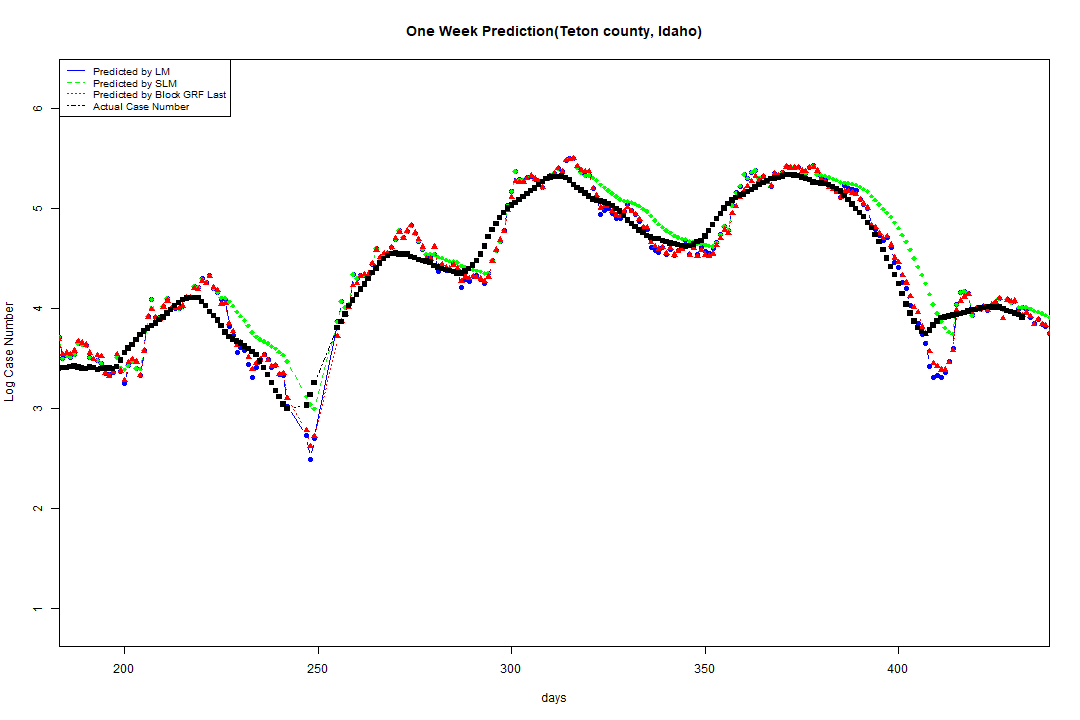 One Week Prediction(Teton county, Idaho)
Predicted by LM
Predicted by SLM
Predicted by Block GRF Last
Actual Case Number
6
5
4
3
2
1
Log Case Number
200 250 300 350 400
days